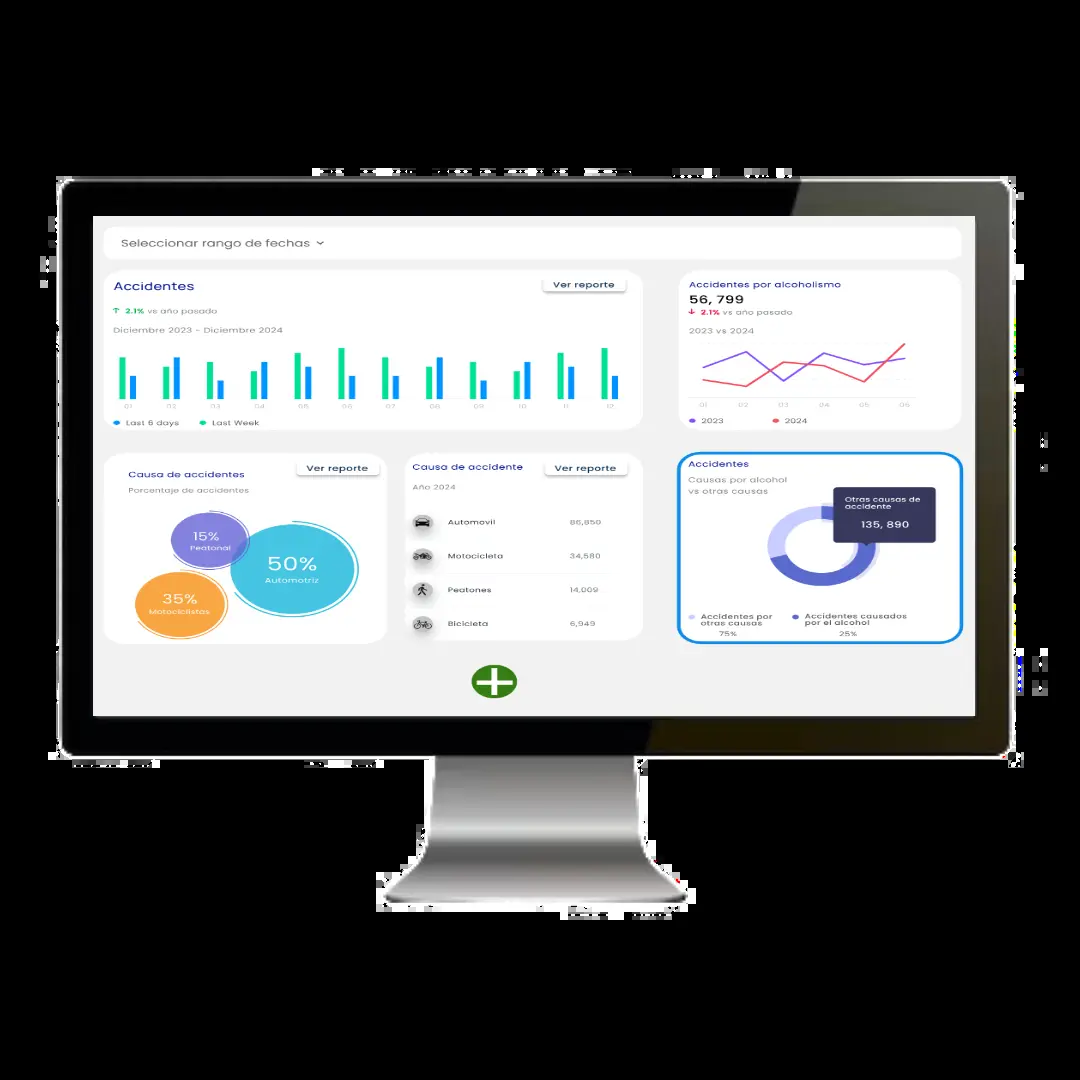 Seleccionar rango de fechas
Accidentes
Ver reporte
2.1% vs año pasado
Diciembre 2023 - Diciembre 2024
01 02 03 04 05 06 07 08 09 10 11 12
Last 6 days Last Week
Accidentes por alcoholismo
56, 799
2.1% vs año pasado
2023 vs 2024
01 02 03 04 05 06
2023 2024
Causa de accidentes
Ver reporte
Porcentaje de accidentes
15%
Peatonal
50%
Automotriz
35%
Motociclistas
Causa de accidente
Ver reporte
Año 2024
Automovil 86,850
Motocicleta 34,580
Peatones 14,009
Bicicleta 6,949
Accidentes
Causas por alcohol
vs otras causas
Otras causas de
accidente
135, 890
Accidentes por
otras causas
75%
Accidentes causados
por el alcohol
25%